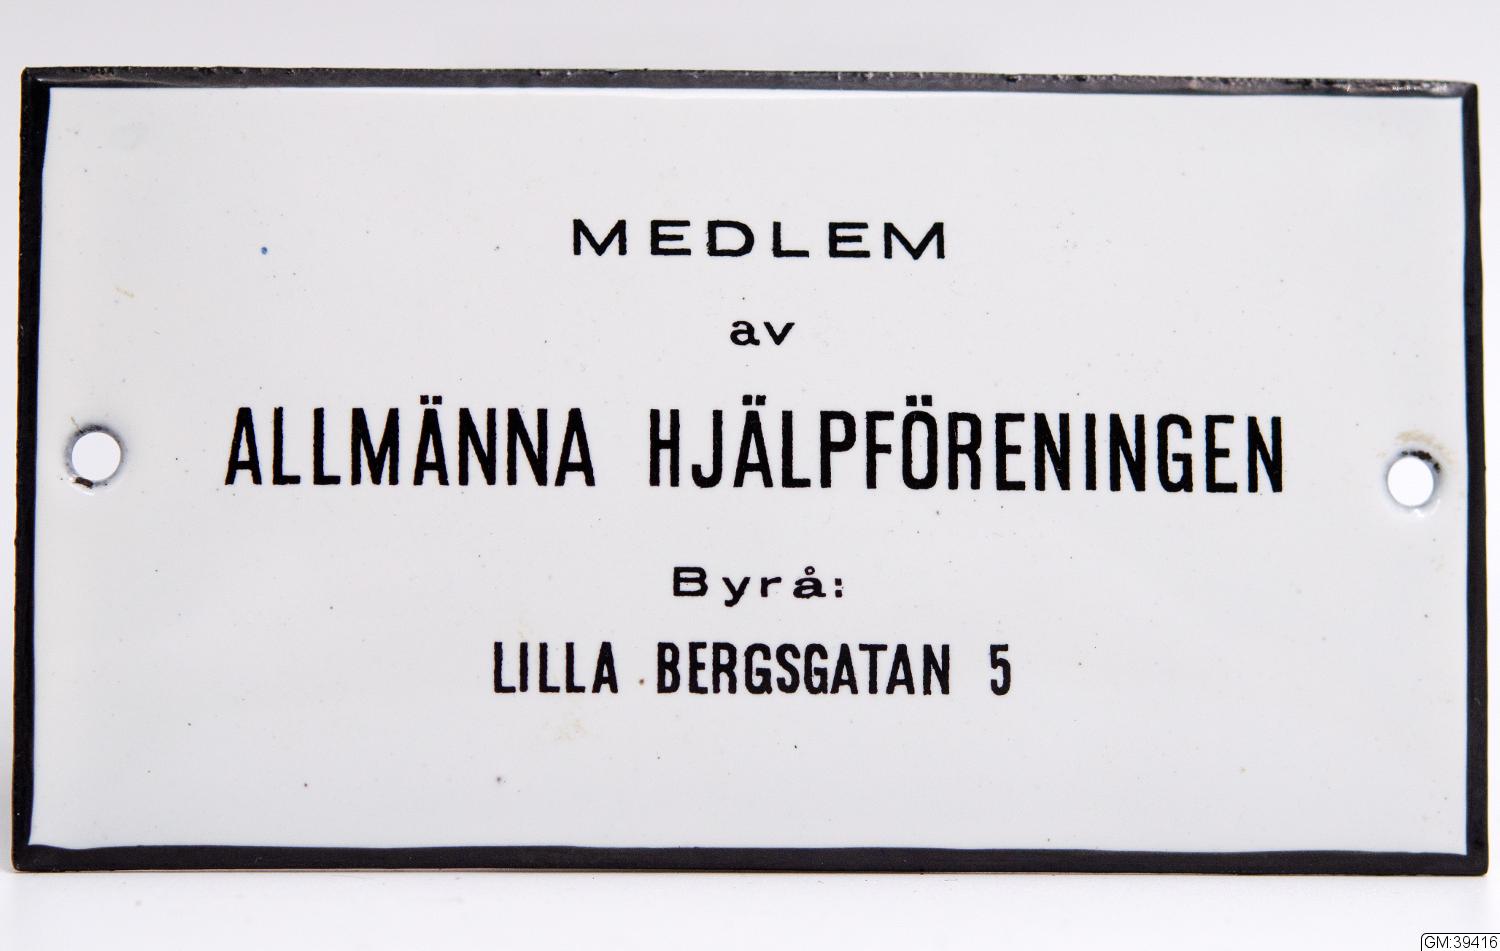 MEDLEM
av
ALLMÄNNA HJÄLPFÖRENINGEN
Byrå:
LILLA BERGSGATAN 5
GM:39416